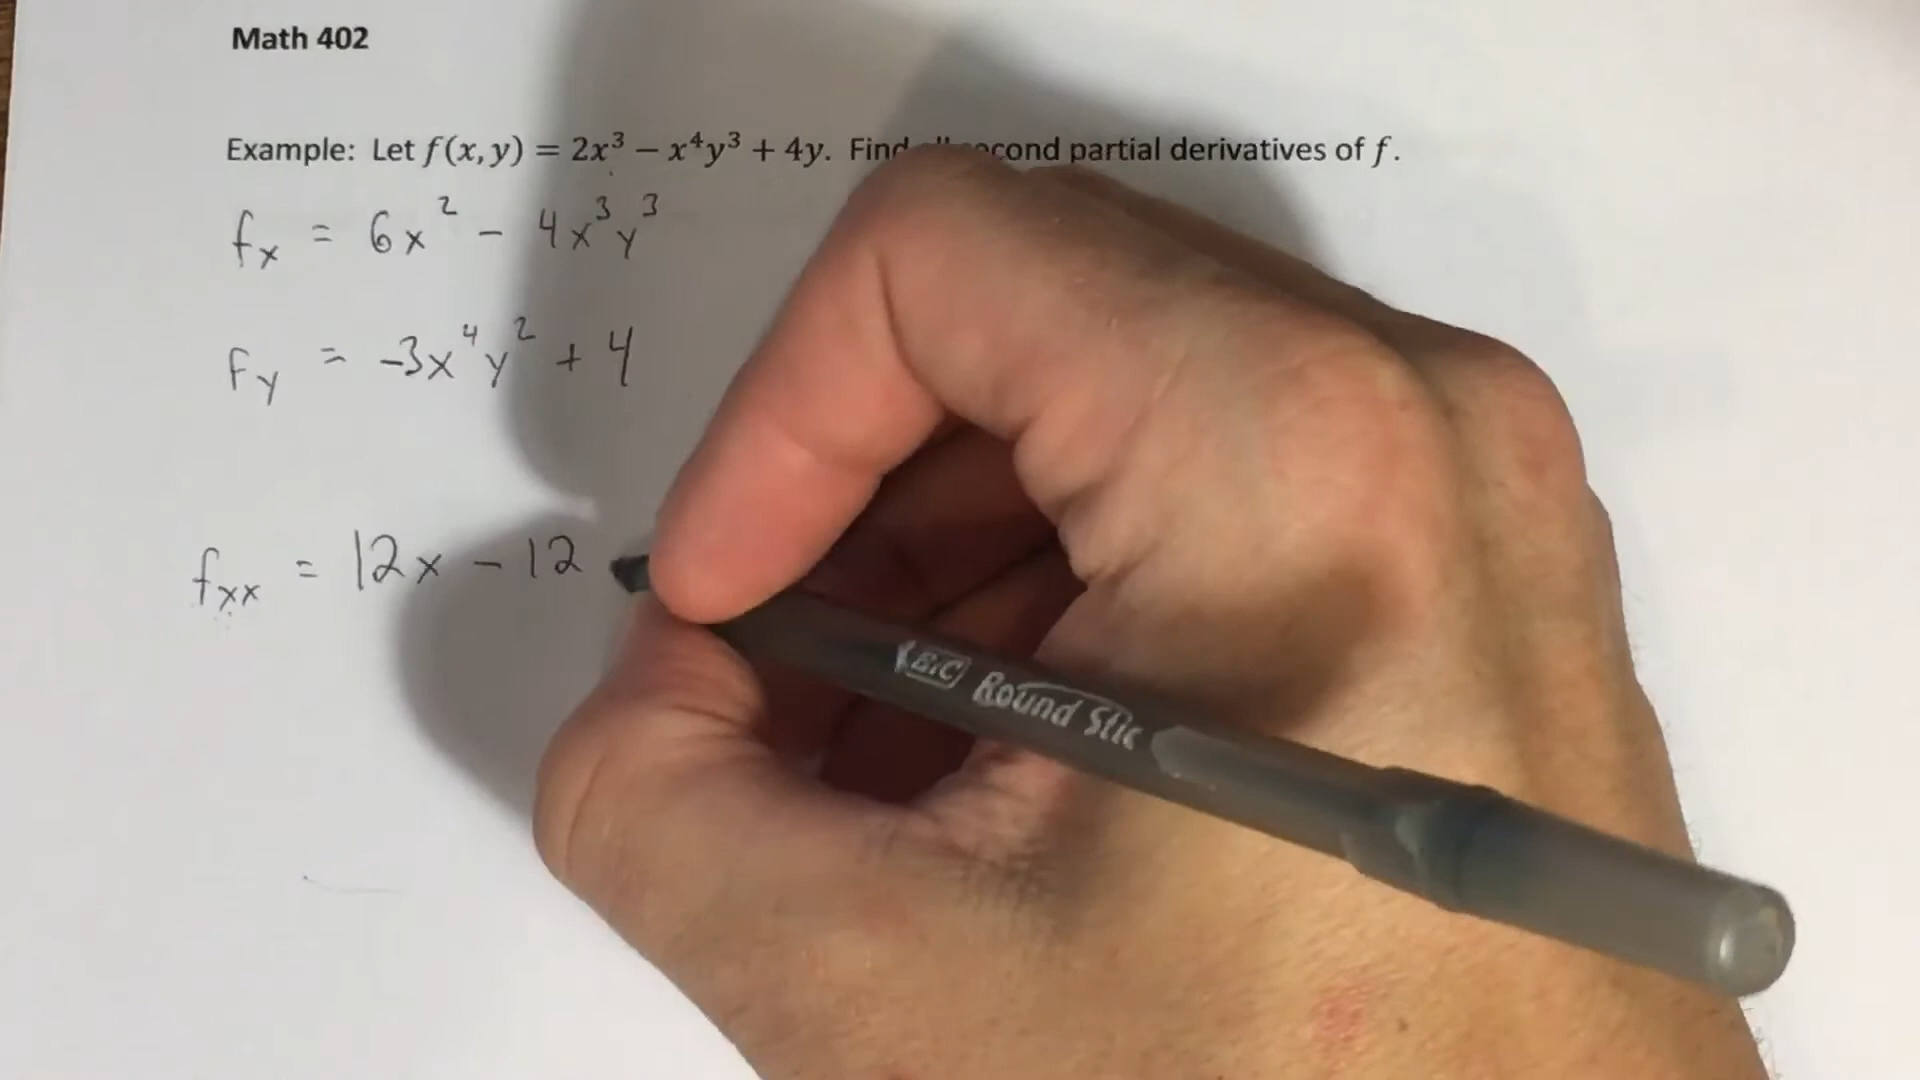 Math 402
Example: Let f(x, y) = 2x³ − x⁴y³ + 4y. Find second partial derivatives of f.
fx = 6x² − 4x³y³
fy = -3x⁴y² + 4
fxx = 12x − 12
BIC Round Stic